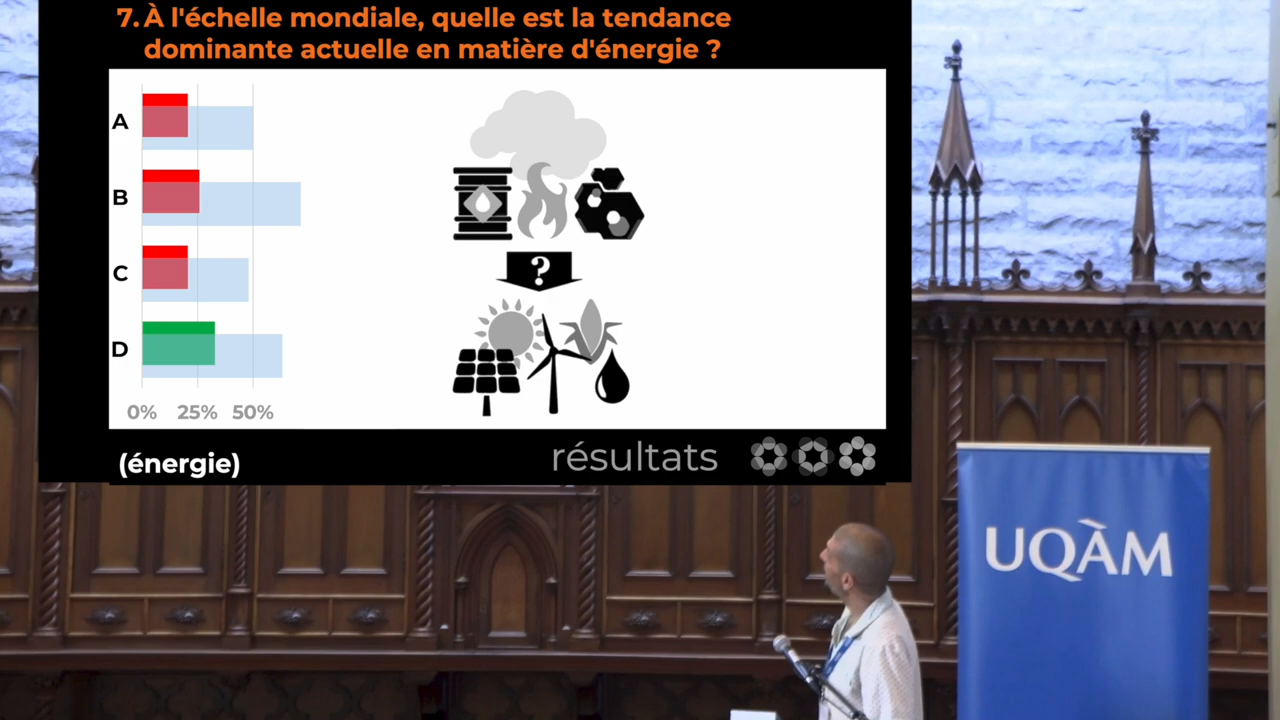 7. À l'échelle mondiale, quelle est la tendance
dominante actuelle en matière d'énergie ?
A
B
C
D
0% 25% 50%
?
(énergie)
résultats
UQÀM